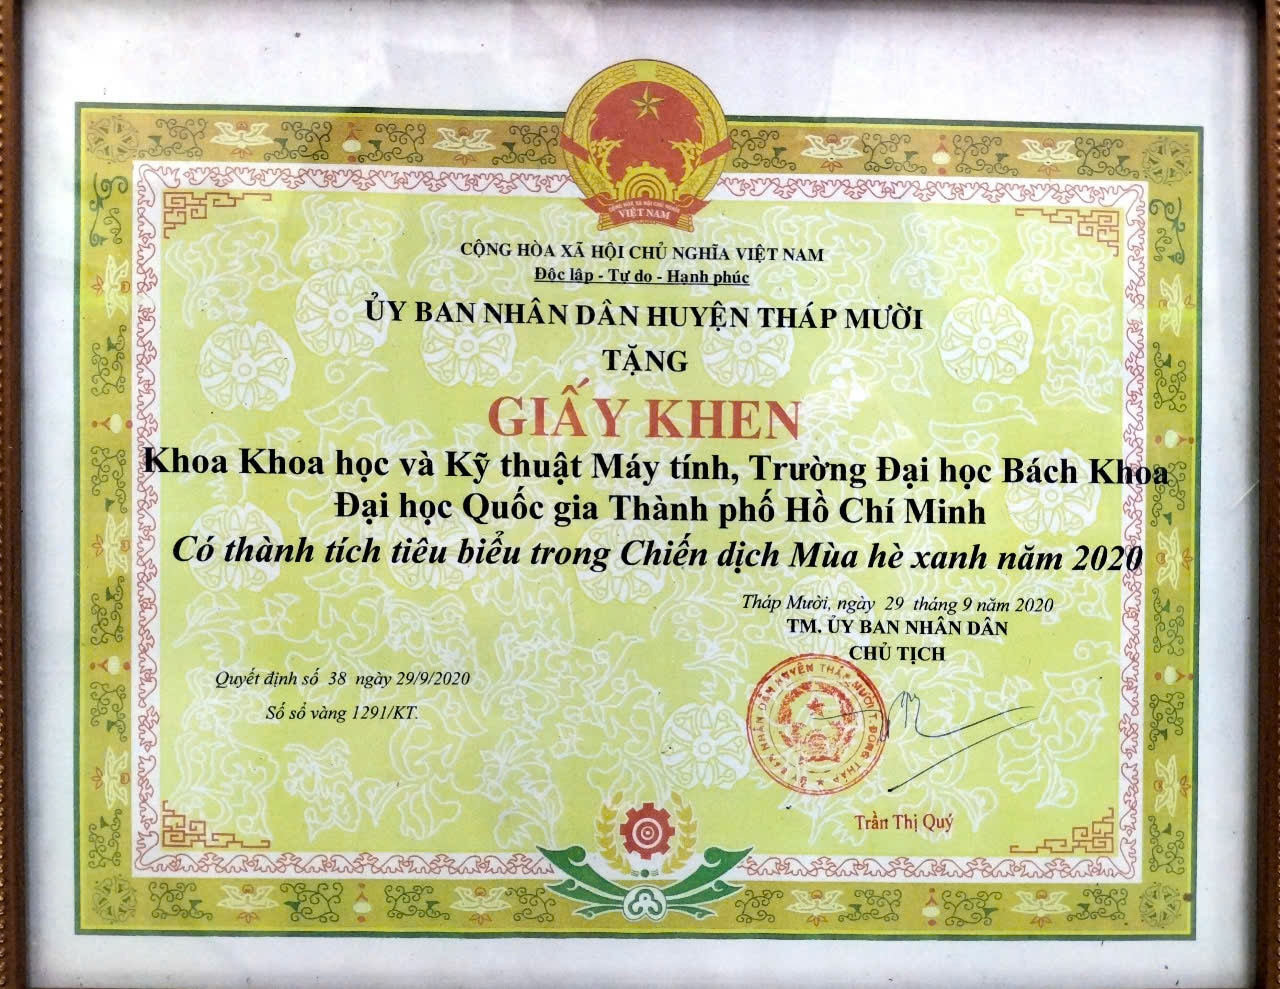 CỘNG HÒA XÃ HỘI CHỦ NGHĨA
VIỆT NAM
CỘNG HÒA XÃ HỘI CHỦ NGHĨA VIỆT NAM
Độc lập - Tự do - Hạnh phúc
ỦY BAN NHÂN DÂN HUYỆN THÁP MƯỜI
TẶNG
GIẤY KHEN
Khoa Khoa học và Kỹ thuật Máy tính, Trường Đại học Bách Khoa
Đại học Quốc gia Thành phố Hồ Chí Minh
Có thành tích tiêu biểu trong Chiến dịch Mùa hè xanh năm 2020
Tháp Mười, ngày 29 tháng 9 năm 2020
TM. ỦY BAN NHÂN DÂN
CHỦ TỊCH
Quyết định số 38 ngày 29/9/2020
Số sổ vàng 1291/KT.
ỦY BAN NHÂN DÂN HUYỆN THÁP MƯỜI T. ĐỒNG THÁP
Trần Thị Quý